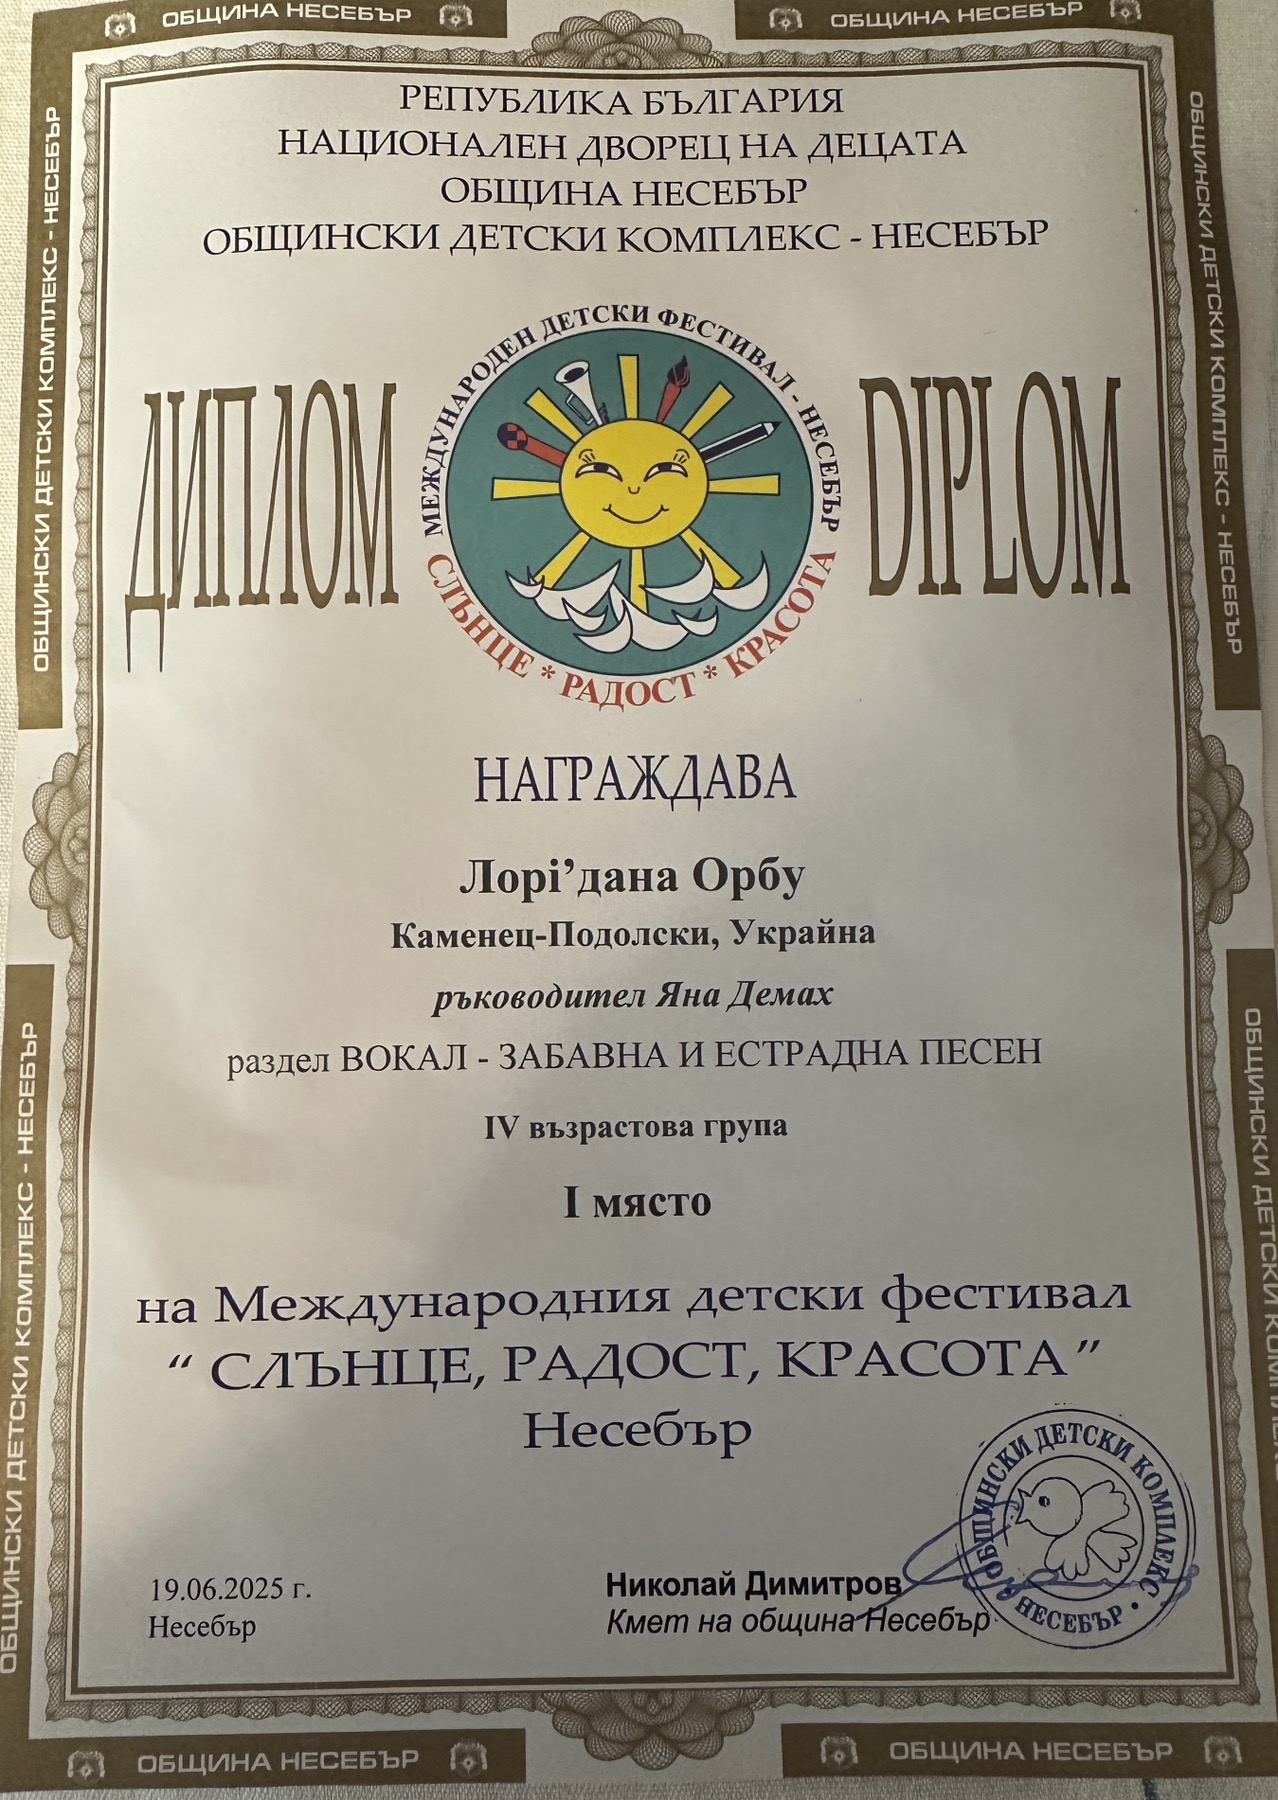 ОБЩИНА НЕСЕБЪР
ОБЩИНА НЕСЕБЪР
РЕПУБЛИКА БЪЛГАРИЯ
НАЦИОНАЛЕН ДВОРЕЦ НА ДЕЦАТА
ОБЩИНА НЕСЕБЪР
ОБЩИНСКИ ДЕТСКИ КОМПЛЕКС - НЕСЕБЪР
ОБЩИНСКИ ДЕТСКИ КОМПЛЕКС - НЕСЕБЪР
ОБЩИНСКИ ДЕТСКИ КОМПЛЕКС - НЕСЕБЪР
ДИПЛОМ
МЕЖДУНАРОДЕН ДЕТСКИ ФЕСТИВАЛ - НЕСЕБЪР
СЛЪНЦЕ * РАДОСТ * КРАСОТА
DIPLOM
НАГРАЖДАВА
Лорі’дана Орбу
Каменец-Подолски, Украйна
ръководител Яна Демах
раздел ВОКАЛ - ЗАБАВНА И ЕСТРАДНА ПЕСЕН
IV възрастова група
I място
на Международния детски фестивал
“ СЛЪНЦЕ, РАДОСТ, КРАСОТА ”
Несебър
ОБЩИНСКИ ДЕТСКИ КОМПЛЕКС - НЕСЕБЪР
ОБЩИНСКИ ДЕТСКИ
19.06.2025 г.
Несебър
Николай Димитров
Кмет на община Несебър
ОБЩИНСКИ ДЕТСКИ КОМПЛЕКС
• НЕСЕБЪР •
ОБЩИНА НЕСЕБЪР
ОБЩИНА НЕСЕБЪР